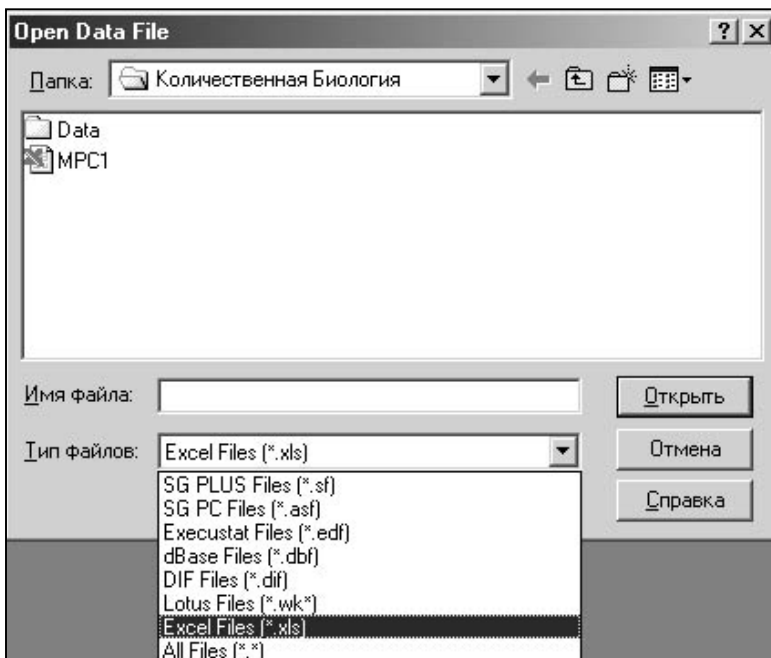 Open Data File
Папка: Количественная Биология
Data
MPC1
Имя файла:
Открыть
Тип файлов: Excel Files (*.xls)
Отмена
SG PLUS Files (*.sf)
SG PC Files (*.asf)
Справка
Execustat Files (*.edf)
dBase Files (*.dbf)
DIF Files (*.dif)
Lotus Files (*.wk*)
Excel Files (*.xls)
All Files (*.*)